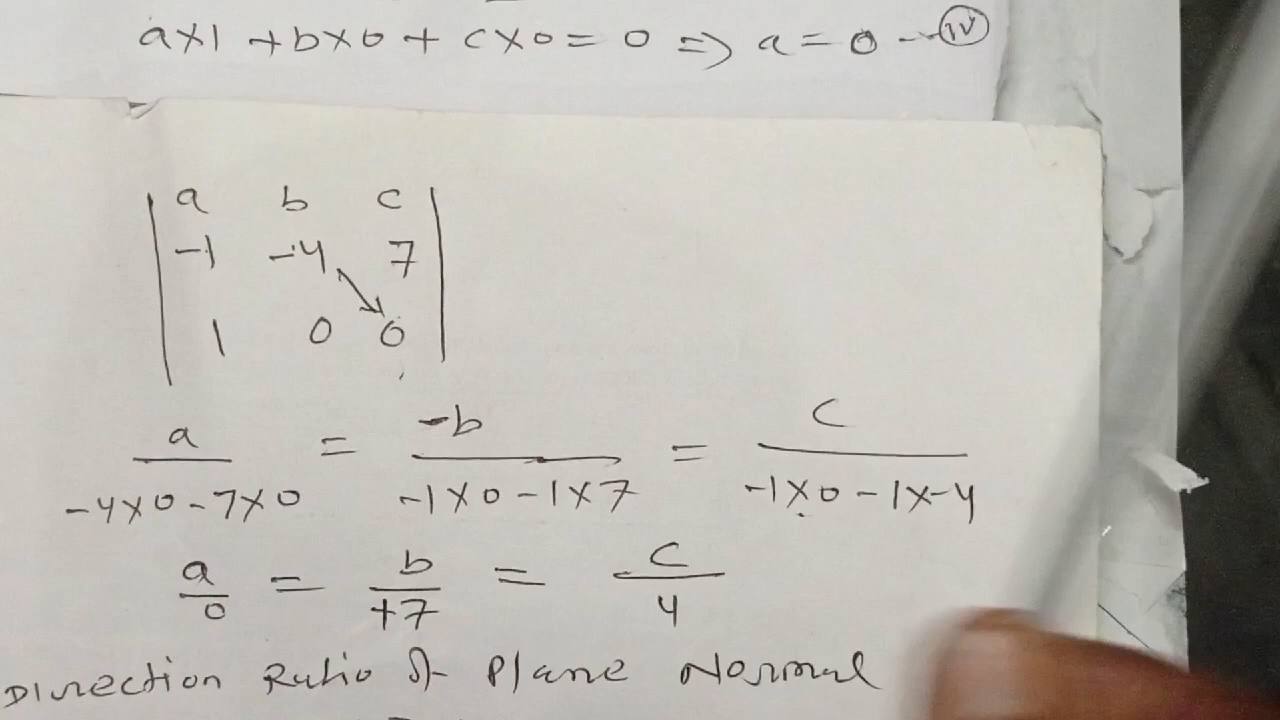 a×1 + b×0 + c×0 = 0 ⇒ a = 0 --- (iv)
| a b c |
| -1 -4 7 |
| 1 0 0 |
a = -b = c
-4×0-7×0 -1×0-1×7 -1×0-1×-4
a/0 = b/+7 = c/4
Direction Ratio of Plane Normal